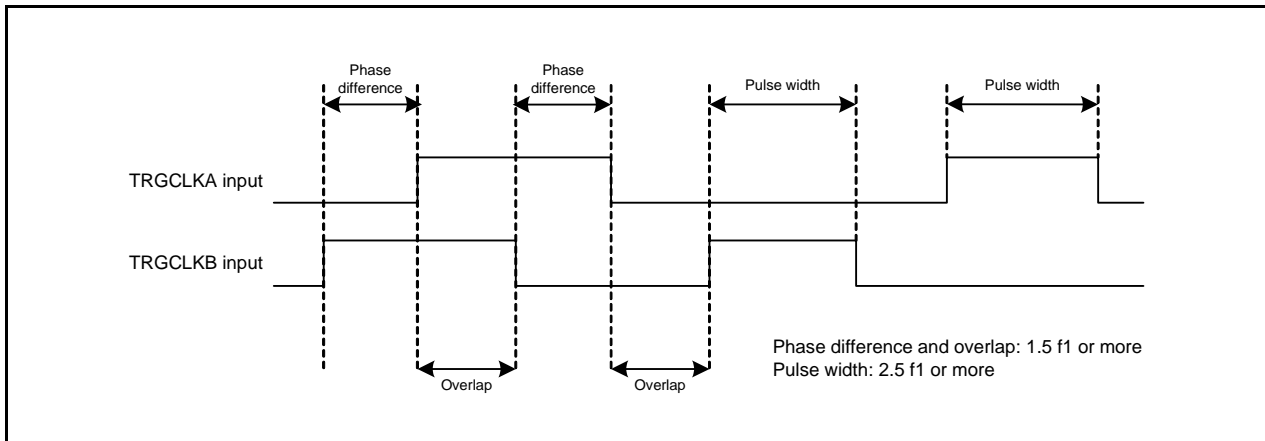 Phase
difference
Phase
difference
Pulse width
Pulse width
TRGCLKA input
TRGCLKB input
Overlap
Overlap
Phase difference and overlap: 1.5 f1 or more
Pulse width: 2.5 f1 or more